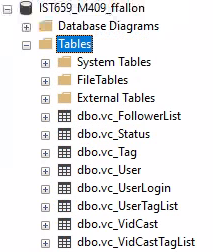 IST659_M409_ffallon
Database Diagrams
Tables
System Tables
FileTables
External Tables
dbo.vc_FollowerList
dbo.vc_Status
dbo.vc_Tag
dbo.vc_User
dbo.vc_UserLogin
dbo.vc_UserTagList
dbo.vc_VidCast
dbo.vc_VidCastTagList